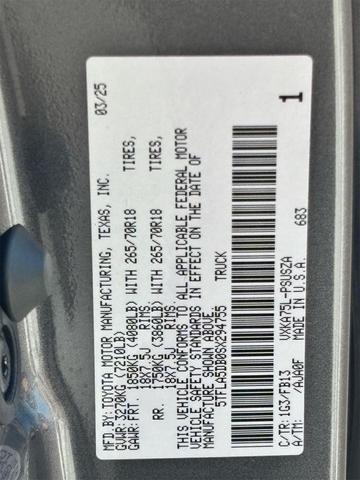 MFD.BY:TOYOTA MOTOR MANUFACTURING, TEXAS, INC. 03/25
GVWR:3270KG(7210LB)
GAWR: FRT. 1850KG(4080LB) WITH 265/70R18 TIRES,
18X7.5J RIMS
RR. 1750KG(3860LB) WITH 265/70R18 TIRES,
18X7.5J RIMS
THIS VEHICLE CONFORMS TO ALL APPLICABLE FEDERAL MOTOR
VEHICLE SAFETY STANDARDS IN EFFECT ON THE DATE OF
MANUFACTURE SHOWN ABOVE.
5TFLA5DB0SX294755 TRUCK
683
C/TR:1G3/FB13 VXKA75L-PSUSZA
A/TM: /AJA0F MADE IN U.S.A.
1